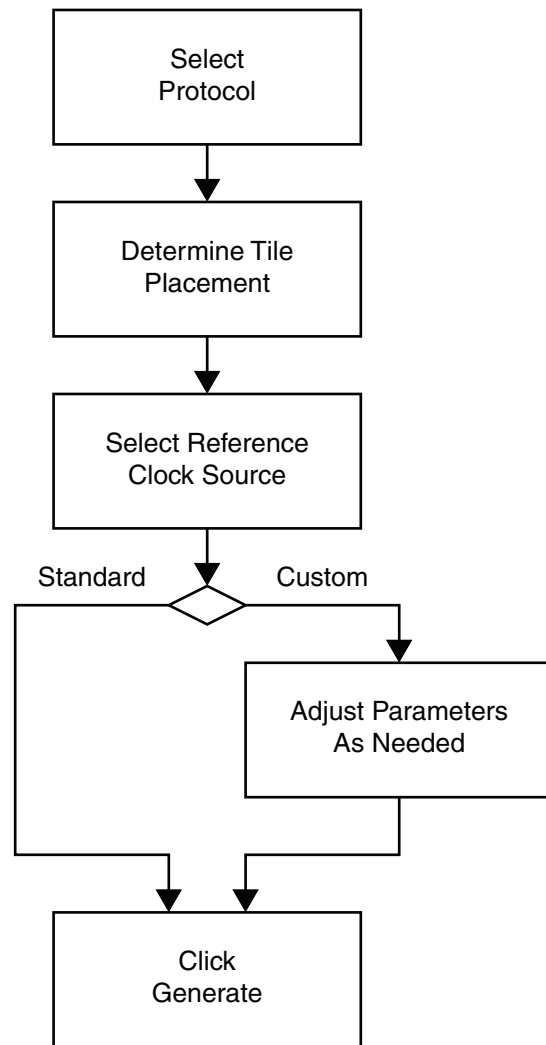 Select
Protocol
Determine Tile
Placement
Select Reference
Clock Source
Standard
Custom
Adjust Parameters
As Needed
Click
Generate